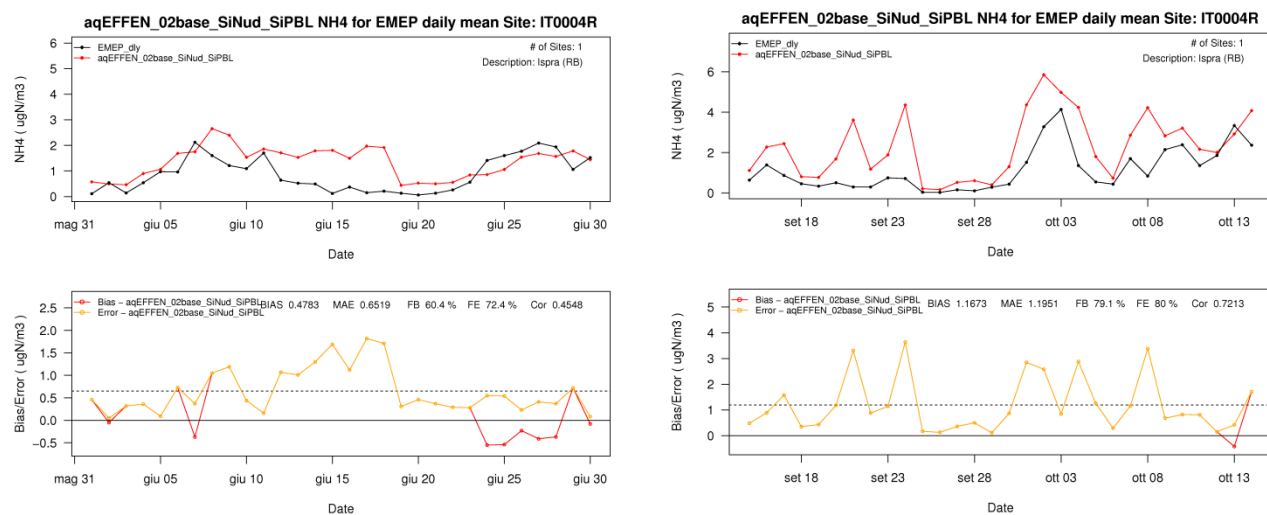 aqEFFEN_02base_SiNud_SiPBL NH4 for EMEP daily mean Site: IT0004R
EMEP_dly
aqEFFEN_02base_SiNud_SiPBL
# of Sites: 1
Description: Ispra (RB)
NH4 ( ugN/m3 )
6
5
4
3
2
1
0
mag 31
giu 05
giu 10
giu 15
giu 20
giu 25
giu 30
Date
Bias − aqEFFEN_02base_SiNud_SiPBL
Error − aqEFFEN_02base_SiNud_SiPBL
BIAS 0.4783 MAE 0.6519 FB 60.4 % FE 72.4 % Cor 0.4548
Bias/Error ( ugN/m3 )
2.5
2.0
1.5
1.0
0.5
0.0
−0.5
mag 31
giu 05
giu 10
giu 15
giu 20
giu 25
giu 30
Date
aqEFFEN_02base_SiNud_SiPBL NH4 for EMEP daily mean Site: IT0004R
EMEP_dly
aqEFFEN_02base_SiNud_SiPBL
# of Sites: 1
Description: Ispra (RB)
NH4 ( ugN/m3 )
6
4
2
0
set 18
set 23
set 28
ott 03
ott 08
ott 13
Date
Bias − aqEFFEN_02base_SiNud_SiPBL
Error − aqEFFEN_02base_SiNud_SiPBL
BIAS 1.1673 MAE 1.1951 FB 79.1 % FE 80 % Cor 0.7213
Bias/Error ( ugN/m3 )
5
4
3
2
1
0
set 18
set 23
set 28
ott 03
ott 08
ott 13
Date